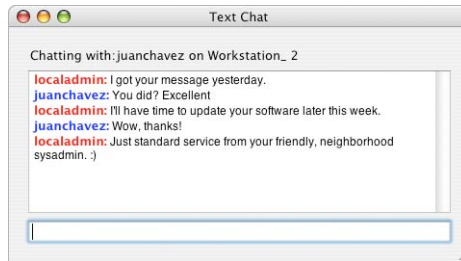 Text Chat
Chatting with:juanchavez on Workstation_ 2
localadmin: I got your message yesterday.
juanchavez: You did? Excellent
localadmin: I'll have time to update your software later this week.
juanchavez: Wow, thanks!
localadmin: Just standard service from your friendly, neighborhood
sysadmin. :)